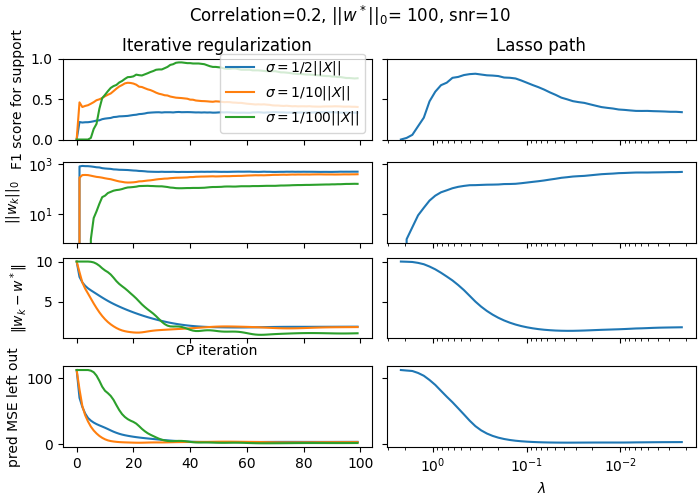 Correlation=0.2, ||w*||₀= 100, snr=10
Iterative regularization
Lasso path
F1 score for support
1.0
0.5
0.0
σ = 1/2||X||
σ = 1/10||X||
σ = 1/100||X||
||w_k||₀
10³
10¹
‖w_k − w*‖
10
5
CP iteration
pred MSE left out
100
0
0 20 40 60 80 100
10⁰ 10⁻¹ 10⁻²
λ